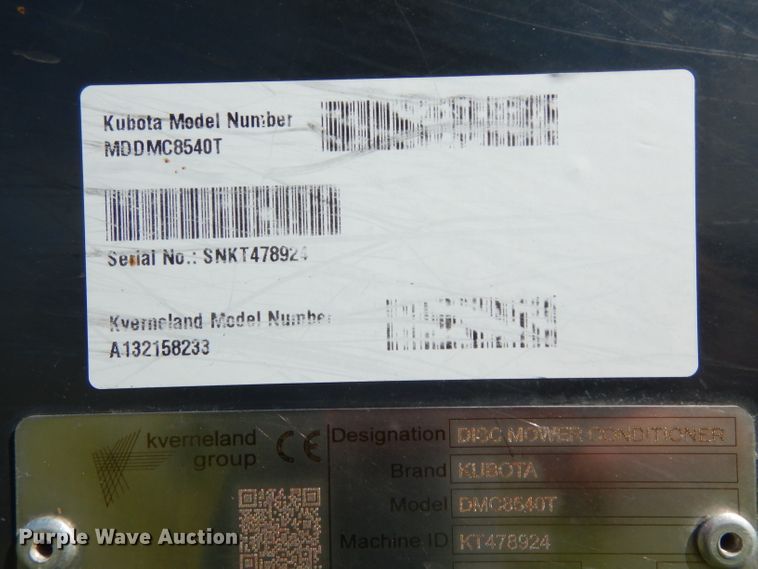 Kubota Model Number
MDDMC8540T
Serial No.: SNKT478924
Kverneland Model Number
A132158233
kverneland
group
CE
Designation DISC MOWER CONDITIONER
Brand KUBOTA
Model DMC8540T
Machine ID KT478924
Purple Wave Auction